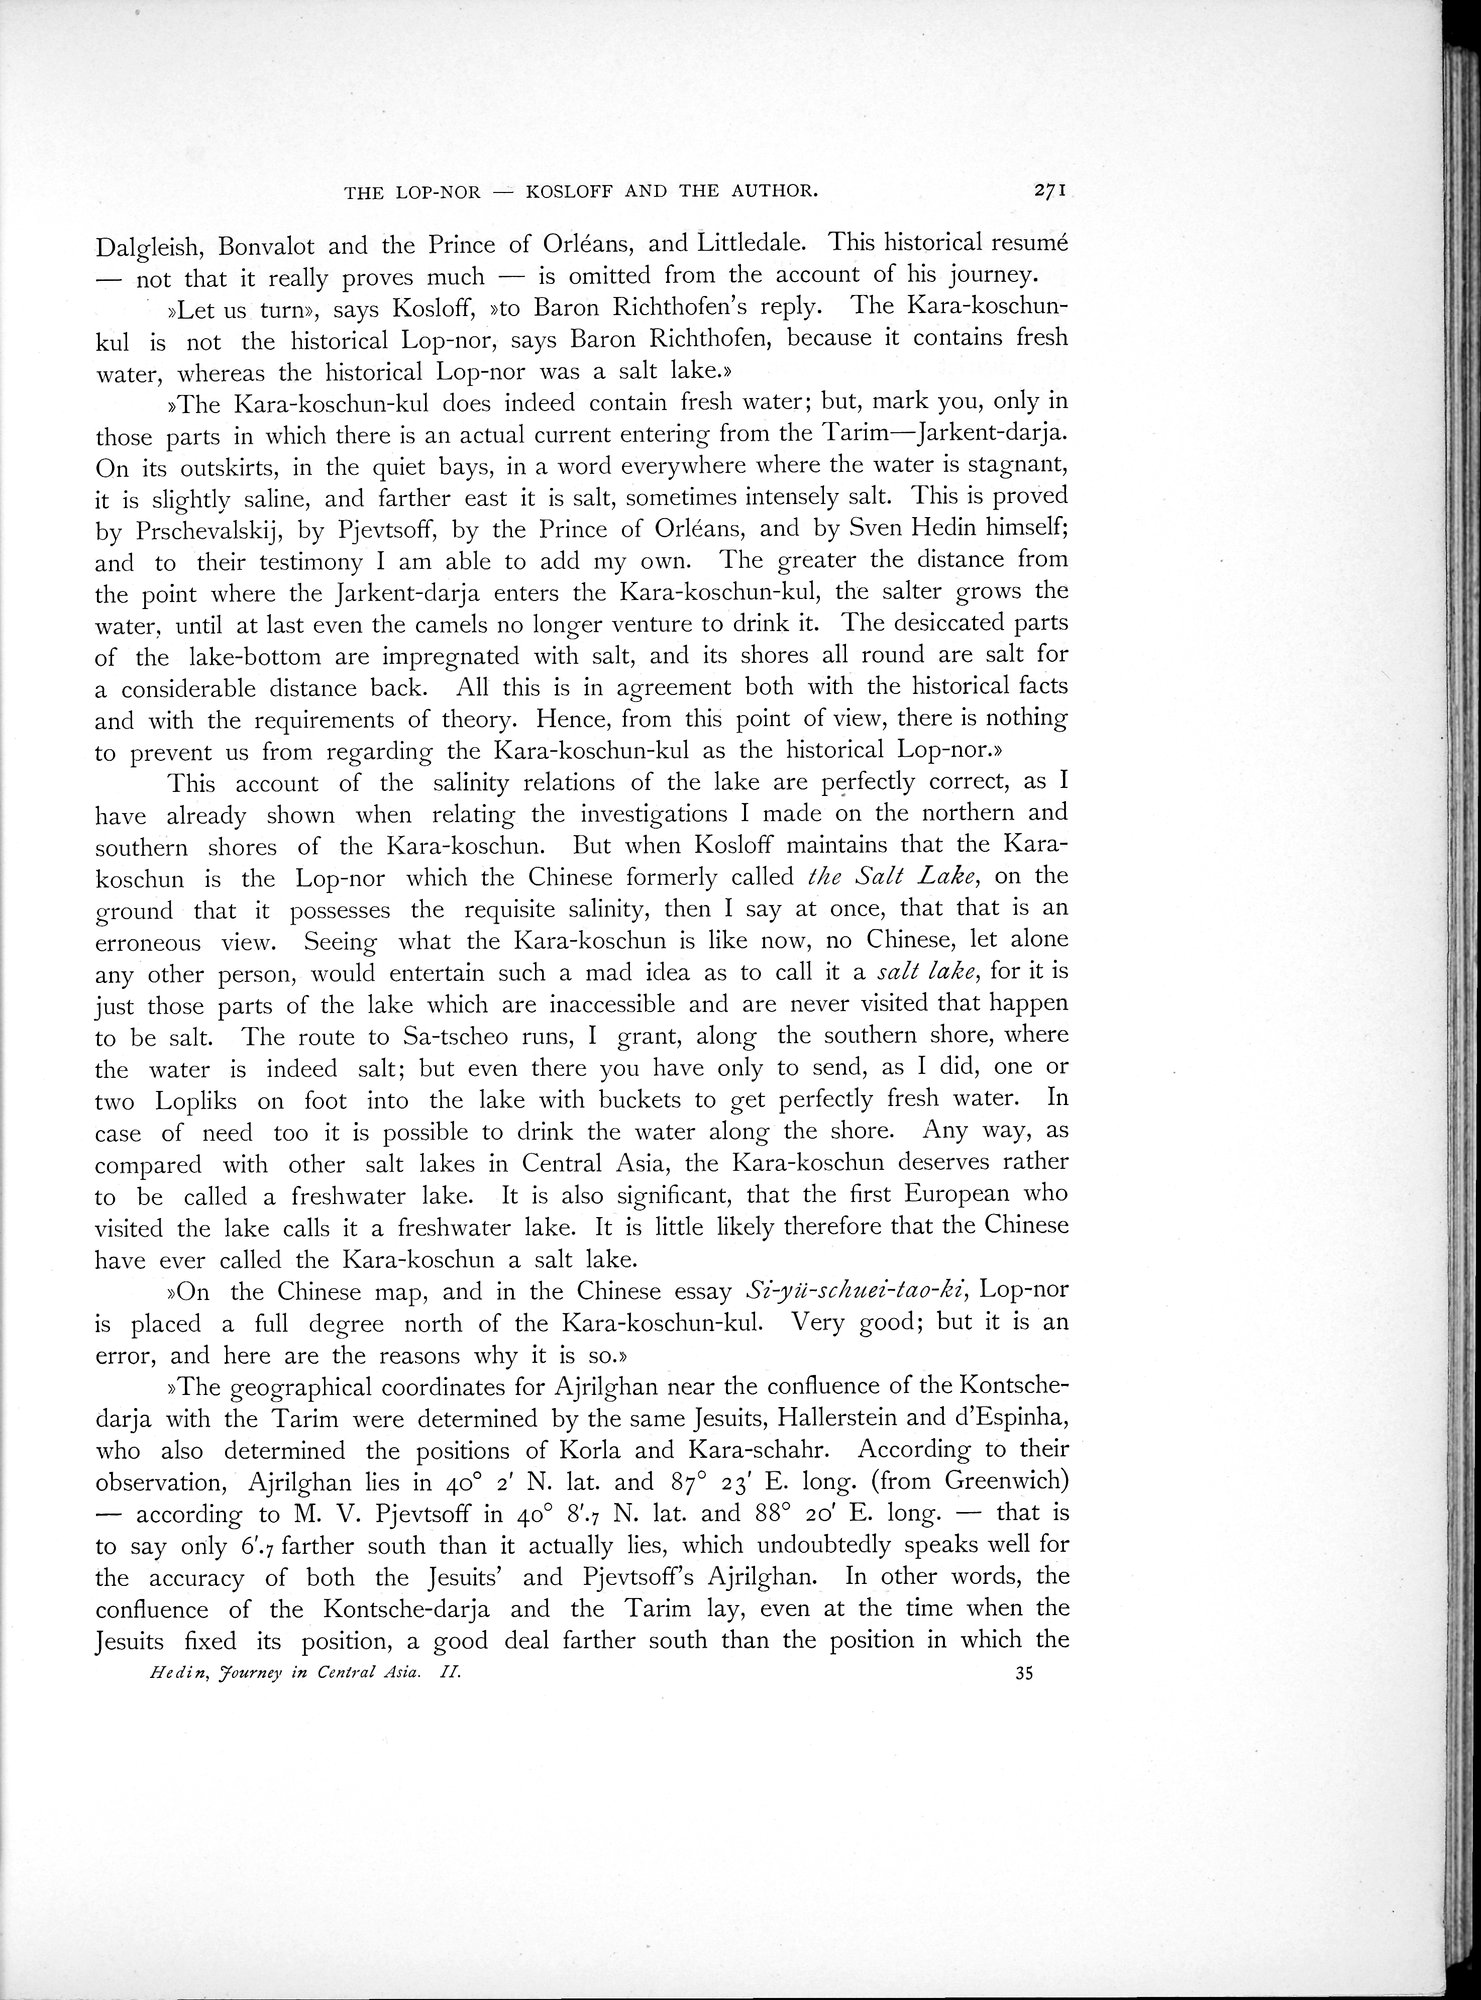 THE LOP-NOR — KOSLOFF AND THE AUTHOR. 271
Dalgleish, Bonvalot and the Prince of Orléans, and Littledale. This historical resumé
— not that it really proves much — is omitted from the account of his journey.
»Let us turn», says Kosloff, »to Baron Richthofen's reply. The Kara-koschun-
kul is not the historical Lop-nor, says Baron Richthofen, because it contains fresh
water, whereas the historical Lop-nor was a salt lake.»
»The Kara-koschun-kul does indeed contain fresh water; but, mark you, only in
those parts in which there is an actual current entering from the Tarim—Jarkent-darja.
On its outskirts, in the quiet bays, in a word everywhere where the water is stagnant,
it is slightly saline, and farther east it is salt, sometimes intensely salt. This is proved
by Prschevalskij, by Pjevtsoff, by the Prince of Orléans, and by Sven Hedin himself;
and to their testimony I am able to add my own. The greater the distance from
the point where the Jarkent-darja enters the Kara-koschun-kul, the salter grows the
water, until at last even the camels no longer venture to drink it. The desiccated parts
of the lake-bottom are impregnated with salt, and its shores all round are salt for
a considerable distance back. All this is in agreement both with the historical facts
and with the requirements of theory. Hence, from this point of view, there is nothing
to prevent us from regarding the Kara-koschun-kul as the historical Lop-nor.»
This account of the salinity relations of the lake are perfectly correct, as I
have already shown when relating the investigations I made on the northern and
southern shores of the Kara-koschun. But when Kosloff maintains that the Kara-
koschun is the Lop-nor which the Chinese formerly called the Salt Lake, on the
ground that it possesses the requisite salinity, then I say at once, that that is an
erroneous view. Seeing what the Kara-koschun is like now, no Chinese, let alone
any other person, would entertain such a mad idea as to call it a salt lake, for it is
just those parts of the lake which are inaccessible and are never visited that happen
to be salt. The route to Sa-tscheo runs, I grant, along the southern shore, where
the water is indeed salt; but even there you have only to send, as I did, one or
two Lopliks on foot into the lake with buckets to get perfectly fresh water. In
case of need too it is possible to drink the water along the shore. Any way, as
compared with other salt lakes in Central Asia, the Kara-koschun deserves rather
to be called a freshwater lake. It is also significant, that the first European who
visited the lake calls it a freshwater lake. It is little likely therefore that the Chinese
have ever called the Kara-koschun a salt lake.
»On the Chinese map, and in the Chinese essay Si-yü-schuei-tao-ki, Lop-nor
is placed a full degree north of the Kara-koschun-kul. Very good; but it is an
error, and here are the reasons why it is so.»
»The geographical coordinates for Ajrilghan near the confluence of the Kontsche-
darja with the Tarim were determined by the same Jesuits, Hallerstein and d'Espinha,
who also determined the positions of Korla and Kara-schahr. According to their
observation, Ajrilghan lies in 40° 2' N. lat. and 87° 23' E. long. (from Greenwich)
— according to M. V. Pjevtsoff in 40° 8'.7 N. lat. and 88° 20' E. long. — that is
to say only 6'.7 farther south than it actually lies, which undoubtedly speaks well for
the accuracy of both the Jesuits' and Pjevtsoff's Ajrilghan. In other words, the
confluence of the Kontsche-darja and the Tarim lay, even at the time when the
Jesuits fixed its position, a good deal farther south than the position in which the
Hedin, Journey in Central Asia. II. 35